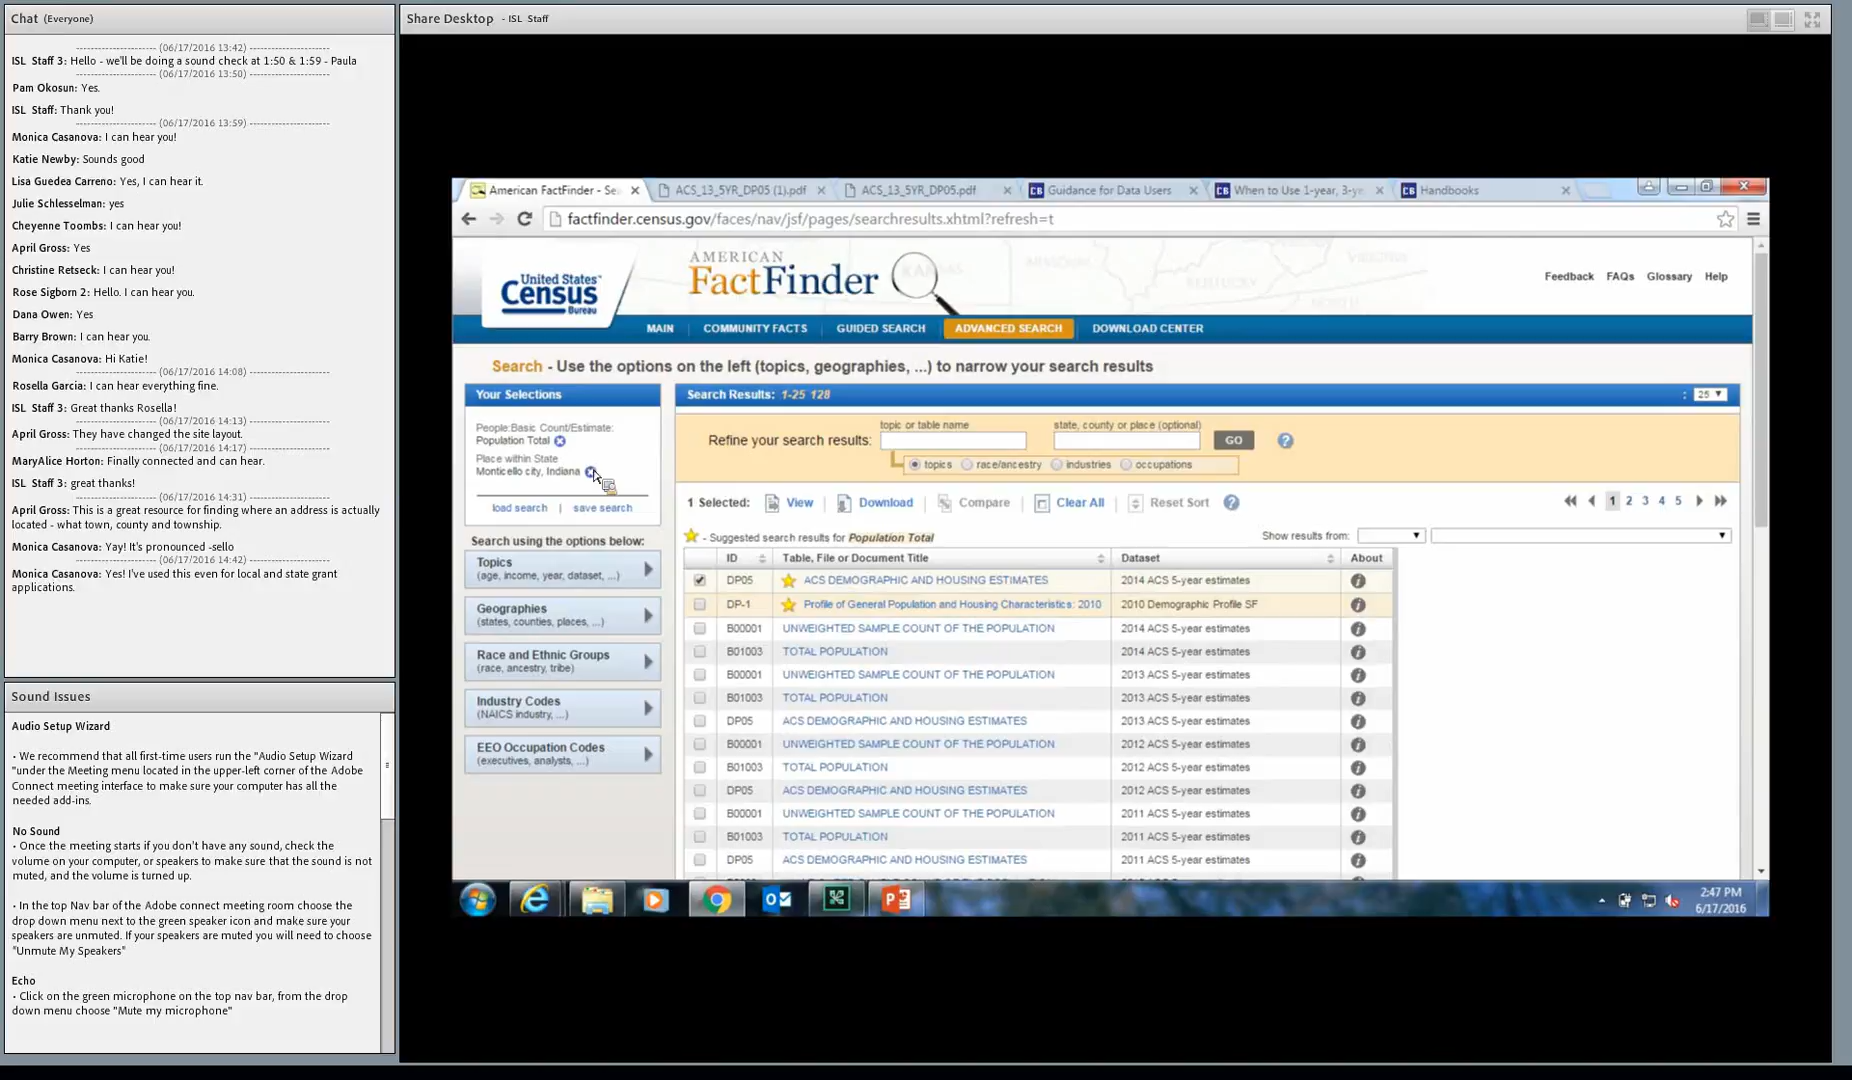 Chat (Everyone)
---------------------- (06/17/2016 13:42) ----------------------
ISL Staff 3: Hello - we'll be doing a sound check at 1:50 & 1:59 - Paula
---------------------- (06/17/2016 13:50) ----------------------
Pam Okosun: Yes.
ISL Staff: Thank you!
---------------------- (06/17/2016 13:59) ----------------------
Monica Casanova: I can hear you!
Katie Newby: Sounds good
Lisa Guedea Carreno: Yes, I can hear it.
Julie Schlesselman: yes
Cheyenne Toombs: I can hear you!
April Gross: Yes
Christine Retseck: I can hear you!
Rose Sigborn 2: Hello. I can hear you.
Dana Owen: Yes
Barry Brown: I can hear you.
Monica Casanova: Hi Katie!
---------------------- (06/17/2016 14:08) ----------------------
Rosella Garcia: I can hear everything fine.
ISL Staff 3: Great thanks Rosella!
---------------------- (06/17/2016 14:13) ----------------------
April Gross: They have changed the site layout.
---------------------- (06/17/2016 14:17) ----------------------
MaryAlice Horton: Finally connected and can hear.
ISL Staff 3: great thanks!
---------------------- (06/17/2016 14:31) ----------------------
April Gross: This is a great resource for finding where an address is actually
located - what town, county and township.
Monica Casanova: Yay! It's pronounced -sello
---------------------- (06/17/2016 14:42) ----------------------
Monica Casanova: Yes! I've used this even for local and state grant
applications.
Sound Issues
Audio Setup Wizard
• We recommend that all first-time users run the "Audio Setup Wizard
"under the Meeting menu located in the upper-left corner of the Adobe
Connect meeting interface to make sure your computer has all the
needed add-ins.
No Sound
• Once the meeting starts if you don't have any sound, check the
volume on your computer, or speakers to make sure that the sound is not
muted, and the volume is turned up.
• In the top Nav bar of the Adobe connect meeting room choose the
drop down menu next to the green speaker icon and make sure your
speakers are unmuted. If your speakers are muted you will need to choose
"Unmute My Speakers"
Echo
• Click on the green microphone on the top nav bar, from the drop
down menu choose "Mute my microphone"
Share Desktop - ISL Staff
American FactFinder - Se
ACS_13_5YR_DP05 (1).pdf
ACS_13_5YR_DP05.pdf
CB Guidance for Data Users
CB When to Use 1-year, 3-ye
CB Handbooks
factfinder.census.gov/faces/nav/jsf/pages/searchresults.xhtml?refresh=t
United States
Census
Bureau
AMERICAN
FactFinder
KANSAS
MISSOURI
KENTUCKY
Feedback FAQs Glossary Help
MAIN COMMUNITY FACTS GUIDED SEARCH ADVANCED SEARCH DOWNLOAD CENTER
Search - Use the options on the left (topics, geographies, ...) to narrow your search results
Your Selections
People:Basic Count/Estimate:
Population Total
Place within State
Monticello city, Indiana
load search | save search
Search using the options below:
Topics
(age, income, year, dataset, ...)
Geographies
(states, counties, places, ...)
Race and Ethnic Groups
(race, ancestry, tribe)
Industry Codes
(NAICS industry, ...)
EEO Occupation Codes
(executives, analysts, ...)
Search Results: 1-25 128
: 25
topic or table name state, county or place (optional)
Refine your search results: GO ?
topics race/ancestry industries occupations
1 Selected: View | Download Compare Clear All Reset Sort ?
1 2 3 4 5
- Suggested search results for Population Total
Show results from:
ID Table, File or Document Title Dataset About
DP05 ACS DEMOGRAPHIC AND HOUSING ESTIMATES 2014 ACS 5-year estimates
DP-1 Profile of General Population and Housing Characteristics: 2010 2010 Demographic Profile SF
B00001 UNWEIGHTED SAMPLE COUNT OF THE POPULATION 2014 ACS 5-year estimates
B01003 TOTAL POPULATION 2014 ACS 5-year estimates
B00001 UNWEIGHTED SAMPLE COUNT OF THE POPULATION 2013 ACS 5-year estimates
B01003 TOTAL POPULATION 2013 ACS 5-year estimates
DP05 ACS DEMOGRAPHIC AND HOUSING ESTIMATES 2013 ACS 5-year estimates
B00001 UNWEIGHTED SAMPLE COUNT OF THE POPULATION 2012 ACS 5-year estimates
B01003 TOTAL POPULATION 2012 ACS 5-year estimates
DP05 ACS DEMOGRAPHIC AND HOUSING ESTIMATES 2012 ACS 5-year estimates
B00001 UNWEIGHTED SAMPLE COUNT OF THE POPULATION 2011 ACS 5-year estimates
B01003 TOTAL POPULATION 2011 ACS 5-year estimates
DP05 ACS DEMOGRAPHIC AND HOUSING ESTIMATES 2011 ACS 5-year estimates
2:47 PM
6/17/2016